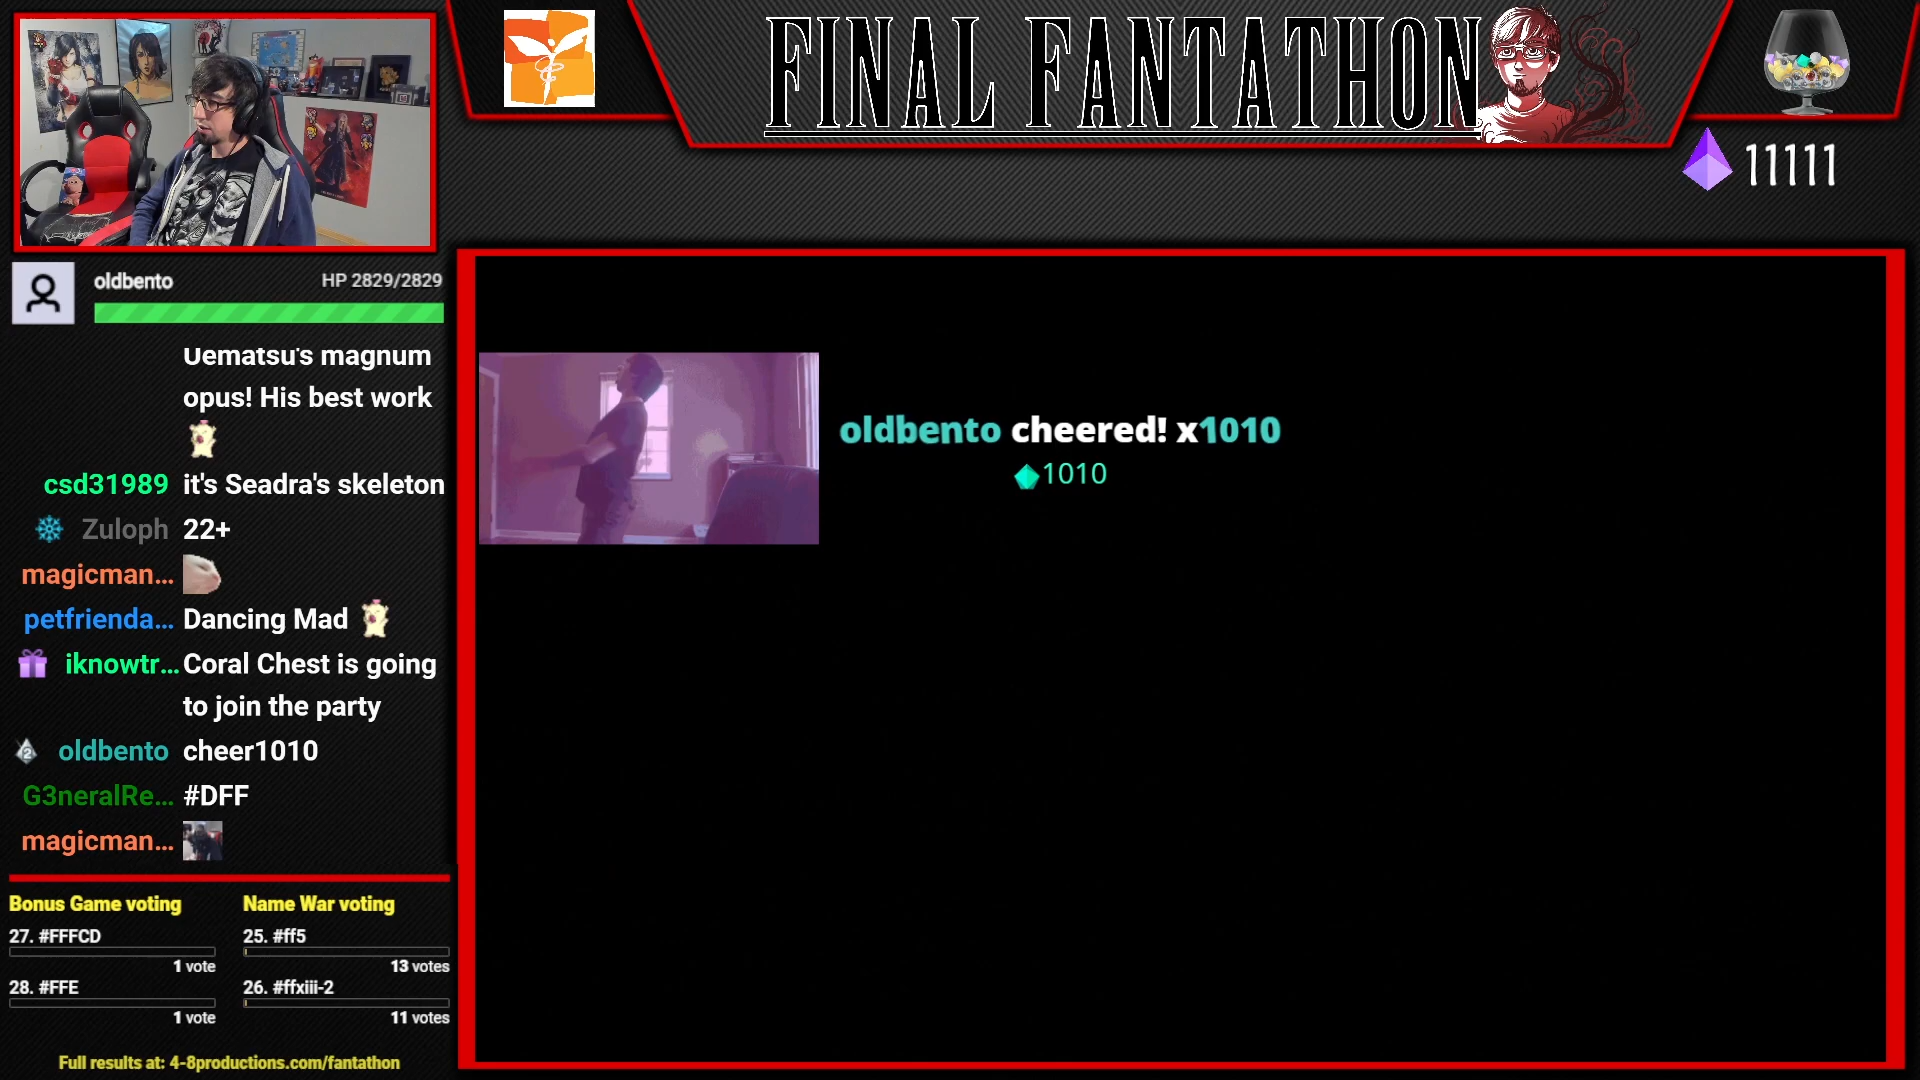 FINAL FANTATHON
11111
oldbento HP 2829/2829
Uematsu's magnum
opus! His best work
csd31989 it's Seadra's skeleton
Zuloph 22+
magicman...
petfrienda... Dancing Mad
iknowtr... Coral Chest is going
to join the party
2 oldbento cheer1010
G3neralRe... #DFF
magicman...
oldbento cheered! x1010
1010
Bonus Game voting
27. #FFFCD
1 vote
28. #FFE
1 vote
Name War voting
25. #ff5
13 votes
26. #ffxiii-2
11 votes
Full results at: 4-8productions.com/fantathon